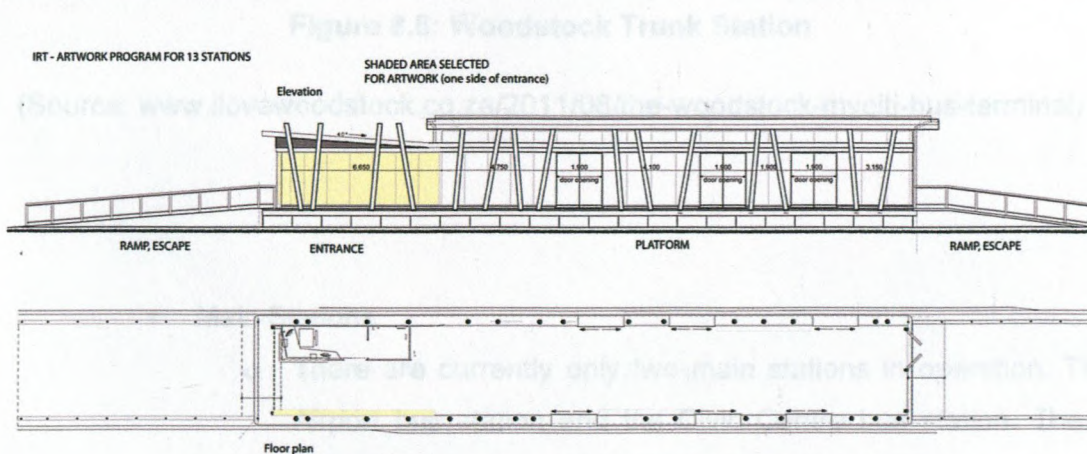 Figure 8.8: Woodstock Trunk Station
IRT - ARTWORK PROGRAM FOR 13 STATIONS
SHADED AREA SELECTED
FOR ARTWORK (one side of entrance)
Elevation
(Source: www.ilovewoodstock.co.za/2011/08/the-woodstock-myciti-bus-terminal)
6,650 4,750 1,900 4,100 1,900 1,900 1,900 3,150
door opening door opening door opening
RAMP, ESCAPE ENTRANCE PLATFORM RAMP, ESCAPE
There are currently only two main stations in operation.
Floor plan